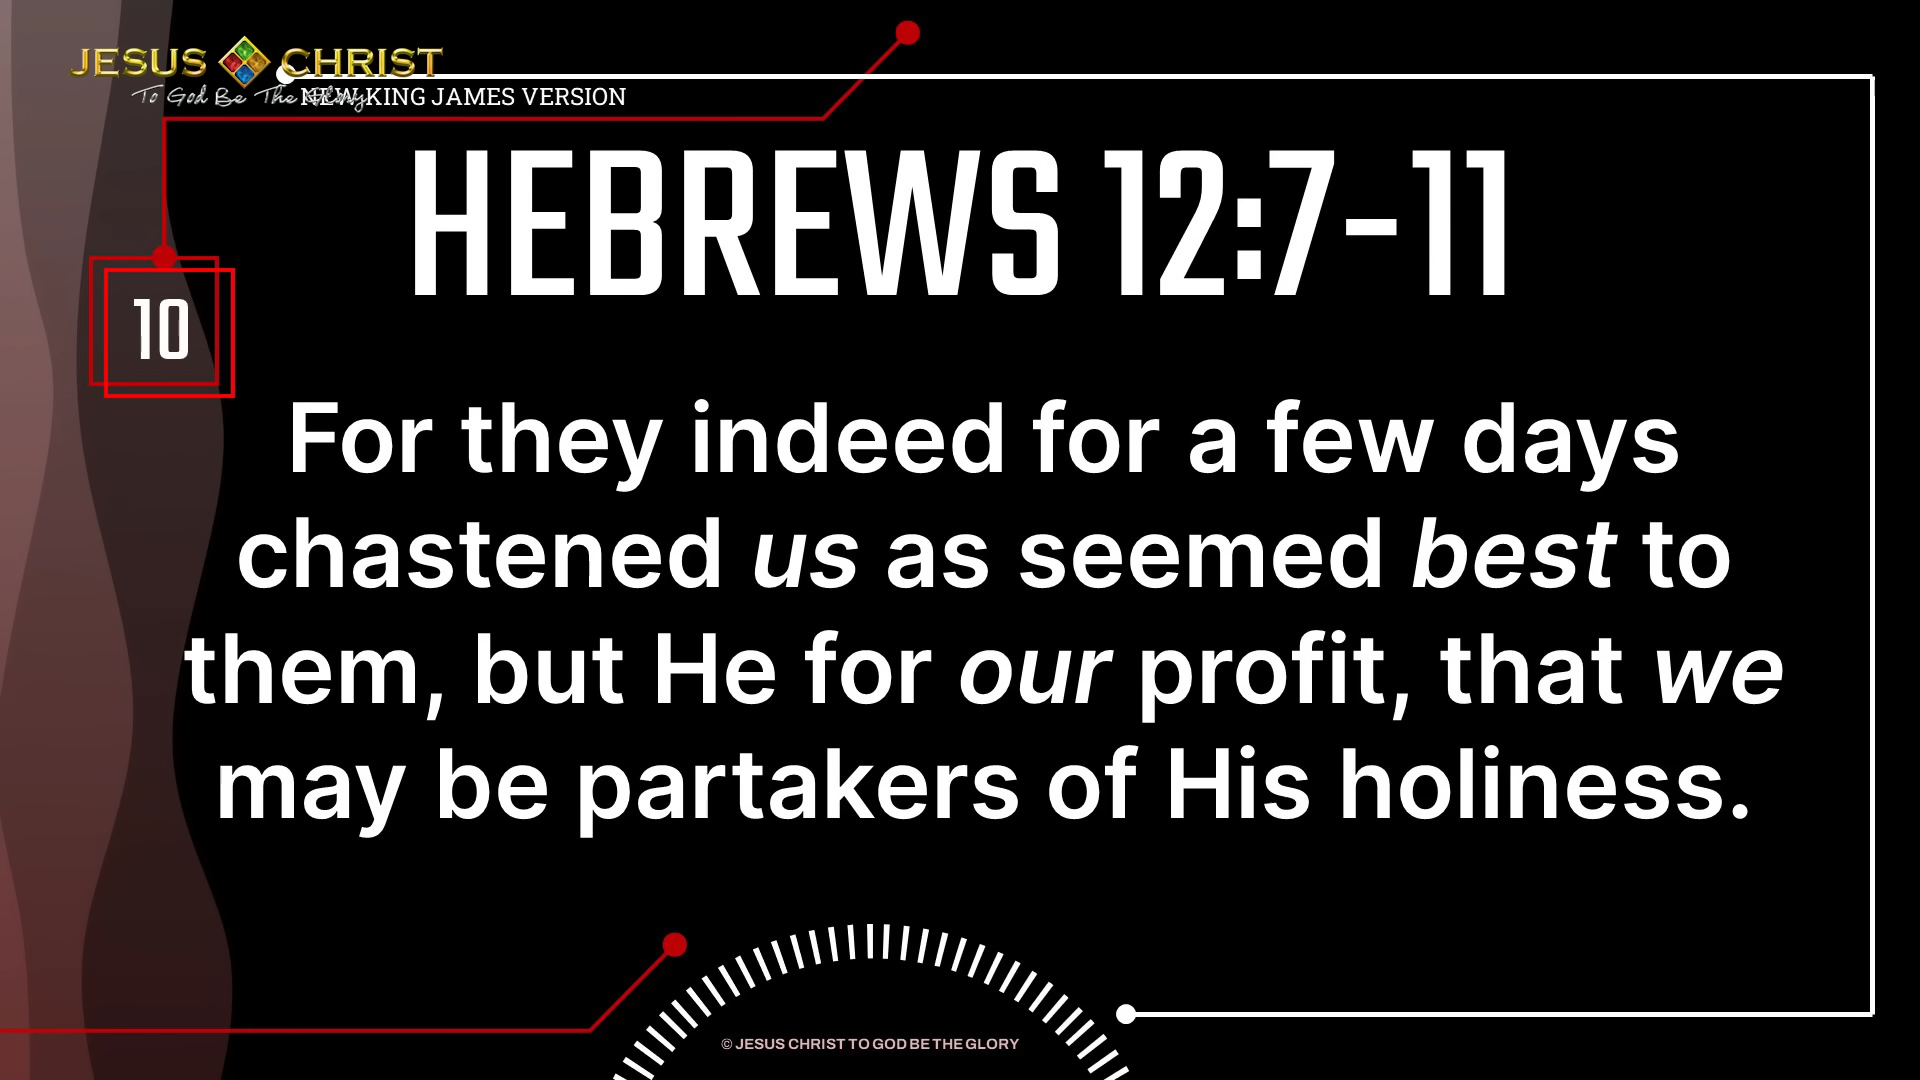 JESUS CHRIST
To God Be The Glory
NEW KING JAMES VERSION
HEBREWS 12:7-11
10
For they indeed for a few days
chastened us as seemed best to
them, but He for our profit, that we
may be partakers of His holiness.
© JESUS CHRIST TO GOD BE THE GLORY